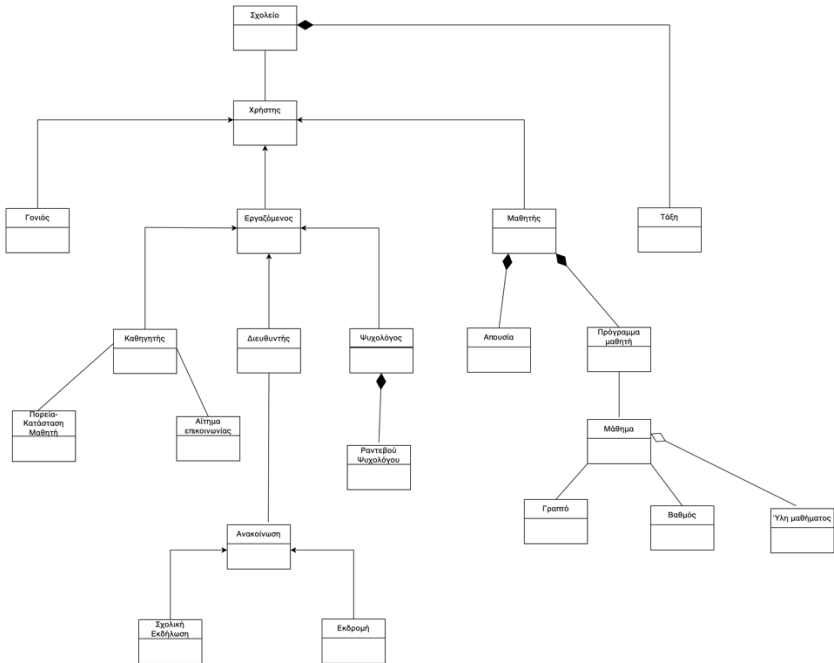 Σχολείο
Χρήστης
Γονιός
Εργαζόμενος
Μαθητής
Τάξη
Καθηγητής
Διευθυντής
Ψυχολόγος
Απουσία
Πρόγραμμα
μαθητή
Πορεία-
Κατάσταση
Μαθητή
Αίτημα
επικοινωνίας
Ραντεβού
Ψυχολόγου
Μάθημα
Γραπτό
Βαθμός
Ύλη μαθήματος
Ανακοίνωση
Σχολική
Εκδήλωση
Εκδρομή